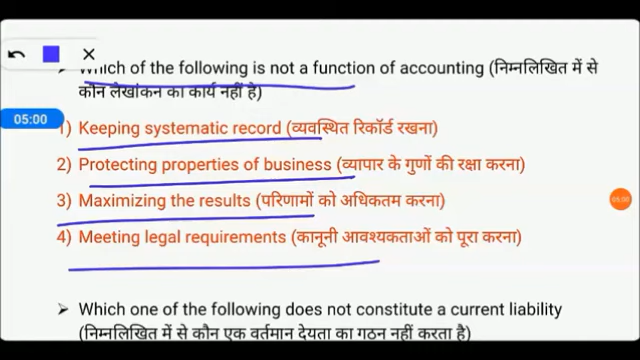 Which of the following is not a function of accounting (निम्नलिखित में से
कौन लेखांकन का कार्य नहीं है)
05:00
1) Keeping systematic record (व्यवस्थित रिकॉर्ड रखना)
2) Protecting properties of business (व्यापार के गुणों की रक्षा करना)
3) Maximizing the results (परिणामों को अधिकतम करना)
05:00
4) Meeting legal requirements (कानूनी आवश्यकताओं को पूरा करना)
Which one of the following does not constitute a current liability
(निम्नलिखित में से कौन एक वर्तमान देयता का गठन नहीं करता है)